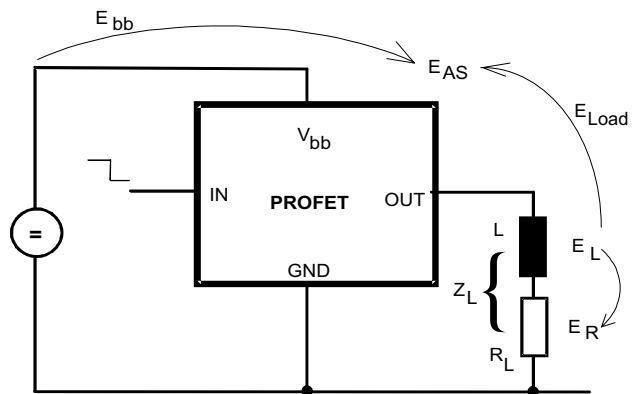 E bb
E AS
E Load
V bb
IN
PROFET
OUT
=
L
E L
GND
Z L
{
E R
R L